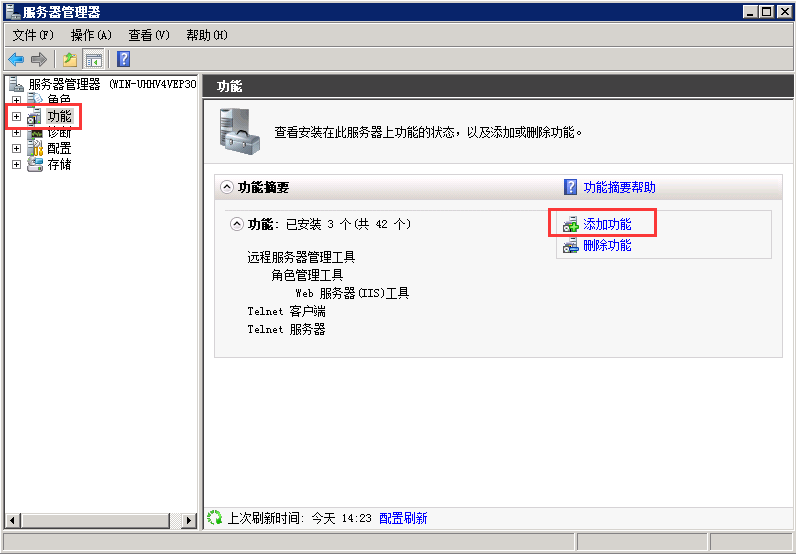 服务器管理器
文件(F) 操作(A) 查看(V) 帮助(H)
服务器管理器 (WIN-UHHV4VEP3O
角色
功能
诊断
配置
存储
功能
查看安装在此服务器上功能的状态，以及添加或删除功能。
功能摘要
功能摘要帮助
功能: 已安装 3 个(共 42 个)
添加功能
删除功能
远程服务器管理工具
角色管理工具
Web 服务器(IIS)工具
Telnet 客户端
Telnet 服务器
上次刷新时间: 今天 14:23 配置刷新